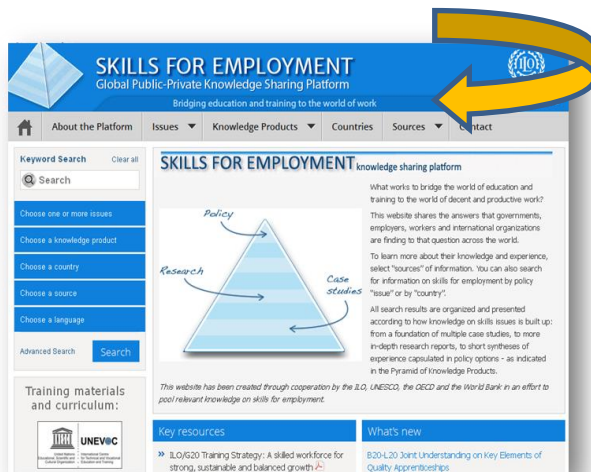 SKILLS FOR EMPLOYMENT
Global Public-Private Knowledge Sharing Platform
Bridging education and training to the world of work
About the Platform Issues Knowledge Products Countries Sources Contact
Keyword Search Clear all
Search
Choose one or more issues
Choose a knowledge product
Choose a country
Choose a source
Choose a language
Advanced Search Search
Training materials
and curriculum:
UNEVOC
SKILLS FOR EMPLOYMENT knowledge sharing platform
Policy
Research
Case
studies
What works to bridge the world of education and
training to the world of decent and productive work?
This website shares the answers that governments,
employers, workers and international organizations
are finding to that question across the world.
To learn more about their knowledge and experience,
select "sources" of information. You can also search
for information on skills for employment by policy
"issue" or by "country".
All search results are organized and presented
according to how knowledge on skills issues is built up:
from a foundation of multiple case studies, to more
in-depth research reports, to short syntheses of
experience capsulated in policy options - as indicated
in the Pyramid of Knowledge Products.
This website has been created through cooperation by the ILO, UNESCO, the OECD and the World Bank in an effort to
pool relevant knowledge on skills for employment.
Key resources
ILO/G20 Training Strategy: A skilled workforce for
strong, sustainable and balanced growth
What's new
B20-L20 Joint Understanding on Key Elements of
Quality Apprenticeships